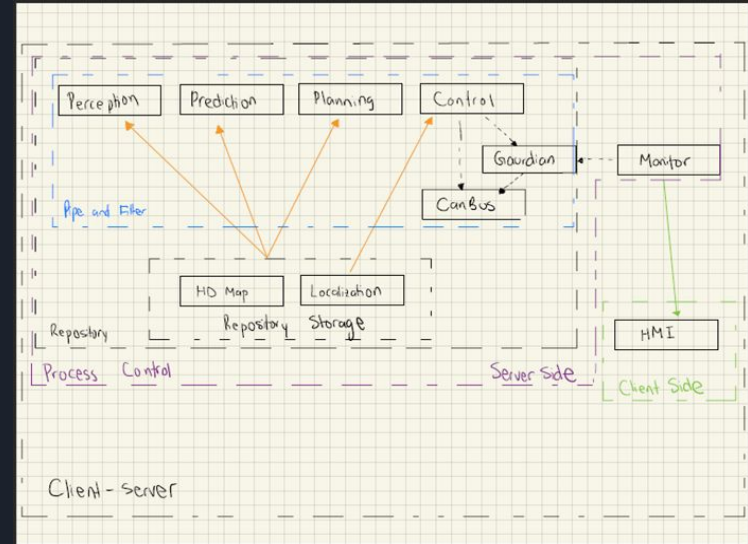 Perception
Prediction
Planning
Control
Gaurdian
Monitor
CanBus
Pipe and Filter
HD Map
Localization
Repository Storage
Repository
HMI
Process Control
Server Side
Client Side
Client-server